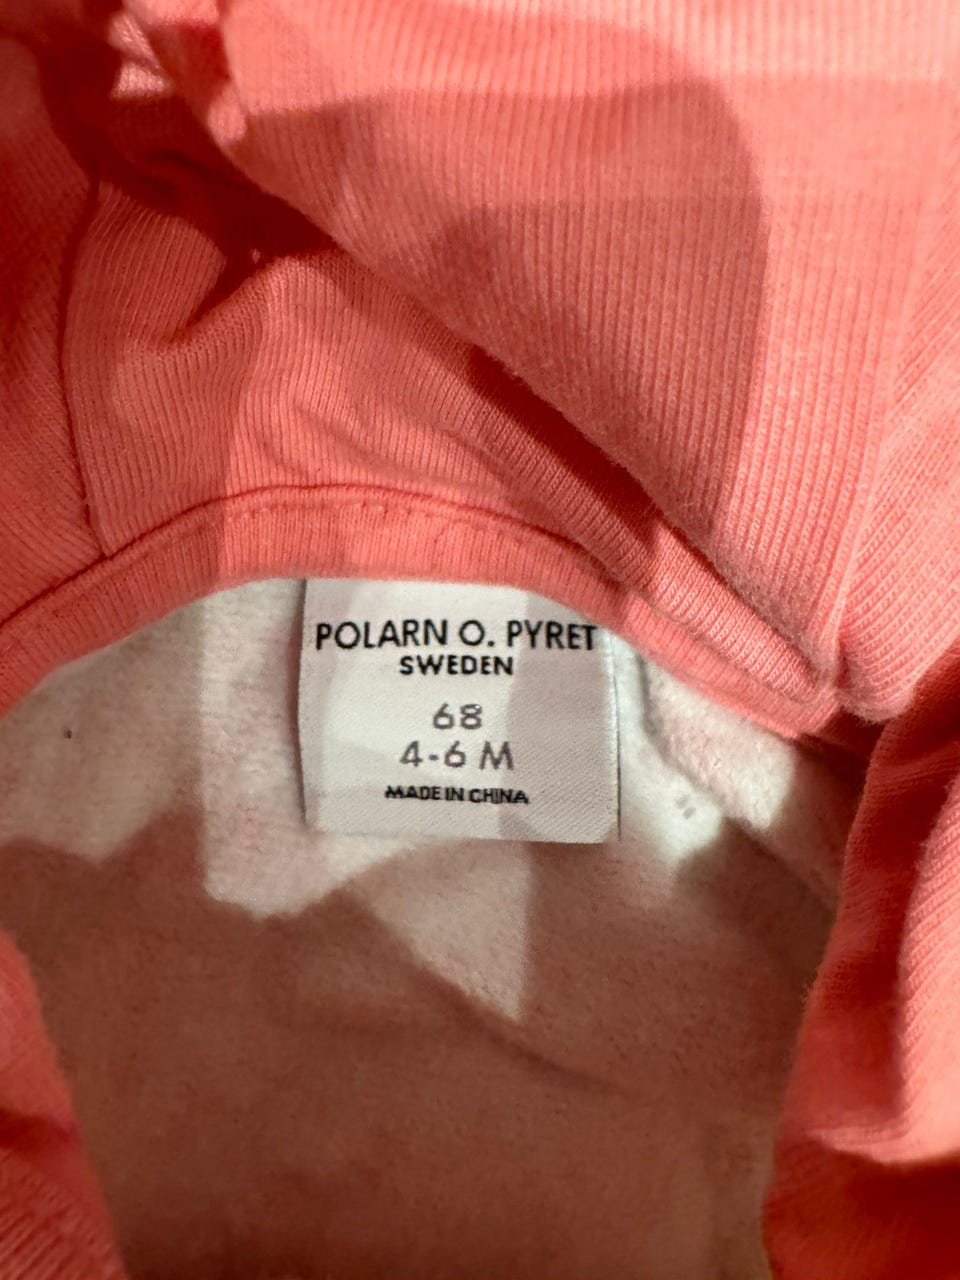 POLARN O. PYRET
SWEDEN
68
4-6 M
MADE IN CHINA